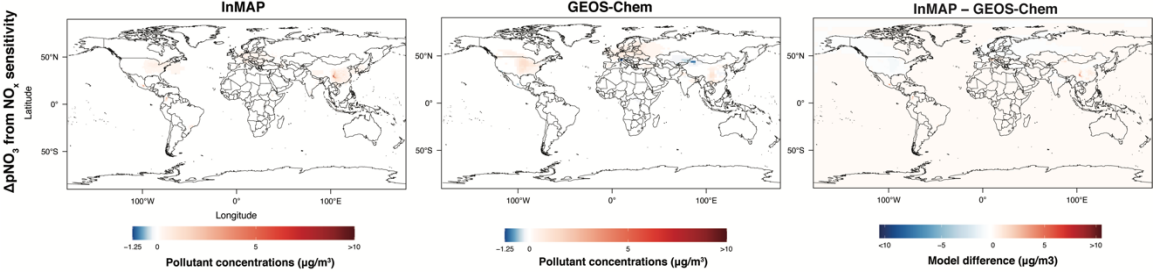 InMAP
GEOS-Chem
InMAP – GEOS-Chem
ΔpNO3 from NOx sensitivity
Latitude
50°N
0°
50°S
50°N
0°
50°S
50°N
0°
50°S
100°W 0° 100°E
100°W 0° 100°E
100°W 0° 100°E
Longitude
-1.25 0 5 >10
-1.25 0 5 >10
<10 -5 0 5 >10
Pollutant concentrations (µg/m³)
Pollutant concentrations (µg/m³)
Model difference (µg/m3)